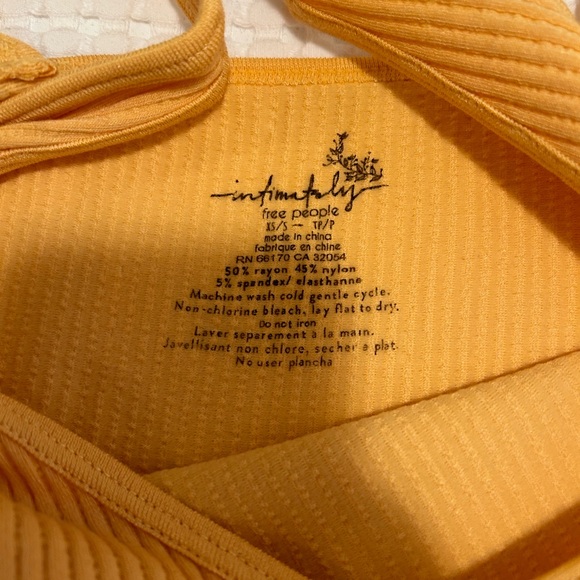 intimately
free people
XS/S - TP/P
made in china
fabrique en chine
RN 66170 CA 32054
50% rayon 45% nylon
5% spandex/ elasthanne
Machine wash cold gentle cycle.
Non-chlorine bleach, lay flat to dry.
Do not iron
Laver separement a la main.
Javellisant non chlore, secher a plat.
No user plancha